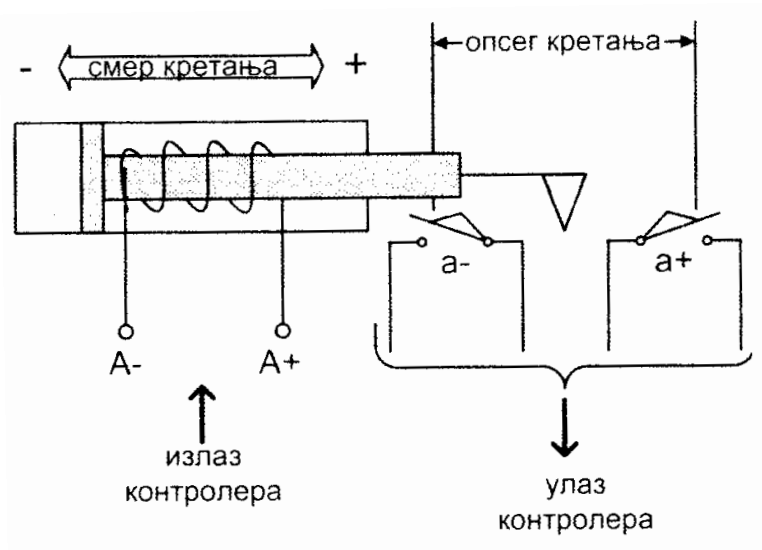 - смер кретања +
опсег кретања
a-
a+
A-
A+
излаз
контролера
улаз
контролера